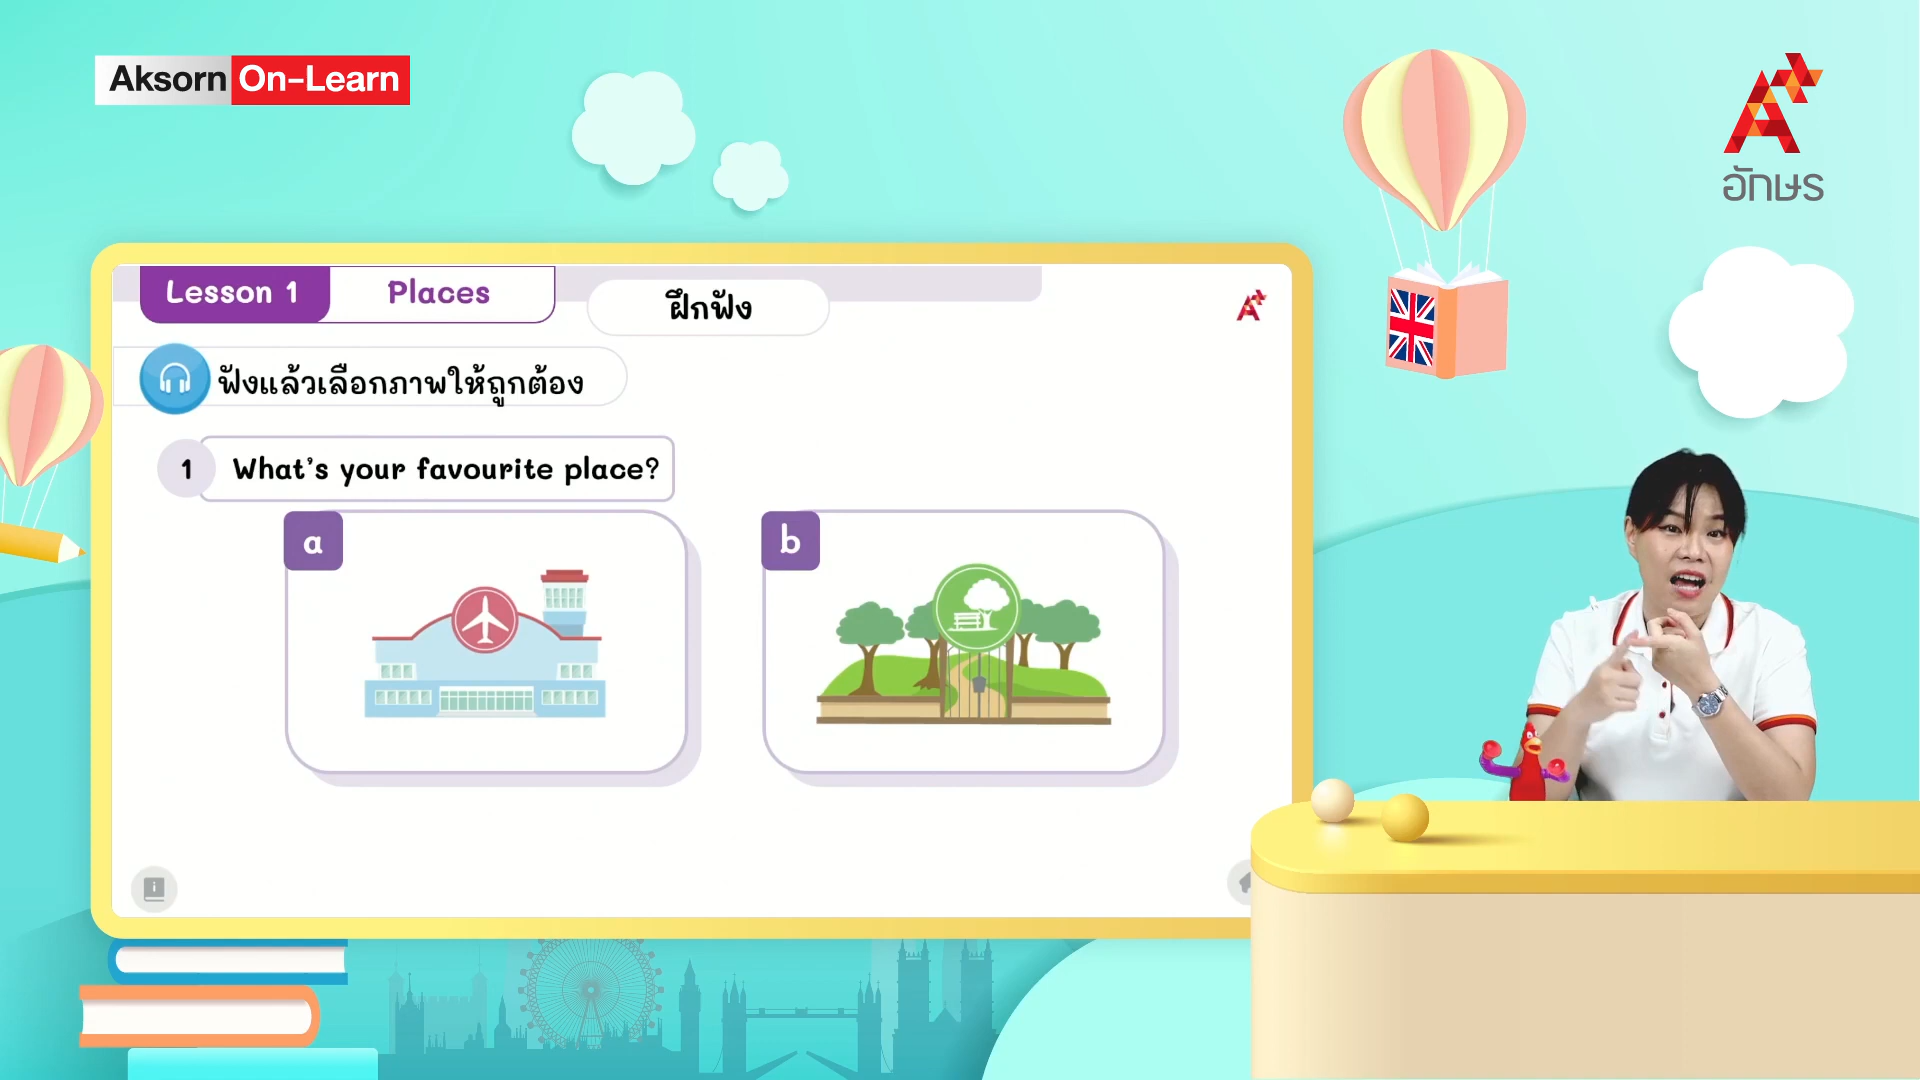 Aksorn On-Learn
อักษร
Lesson 1 Places
ฝึกฟัง
ฟังแล้วเลือกภาพให้ถูกต้อง
1 What's your favourite place?
a
b